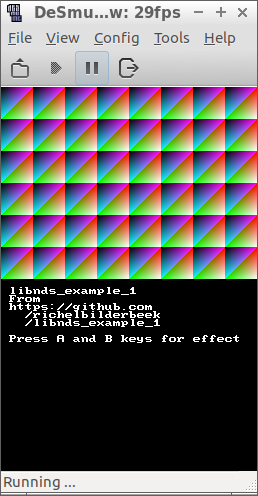 DeSmu...w: 29fps
File View Config Tools Help
libnds_example_1
From
https://github.com
/richelbilderbeek
/libnds_example_1
Press A and B keys for effect
Running ...